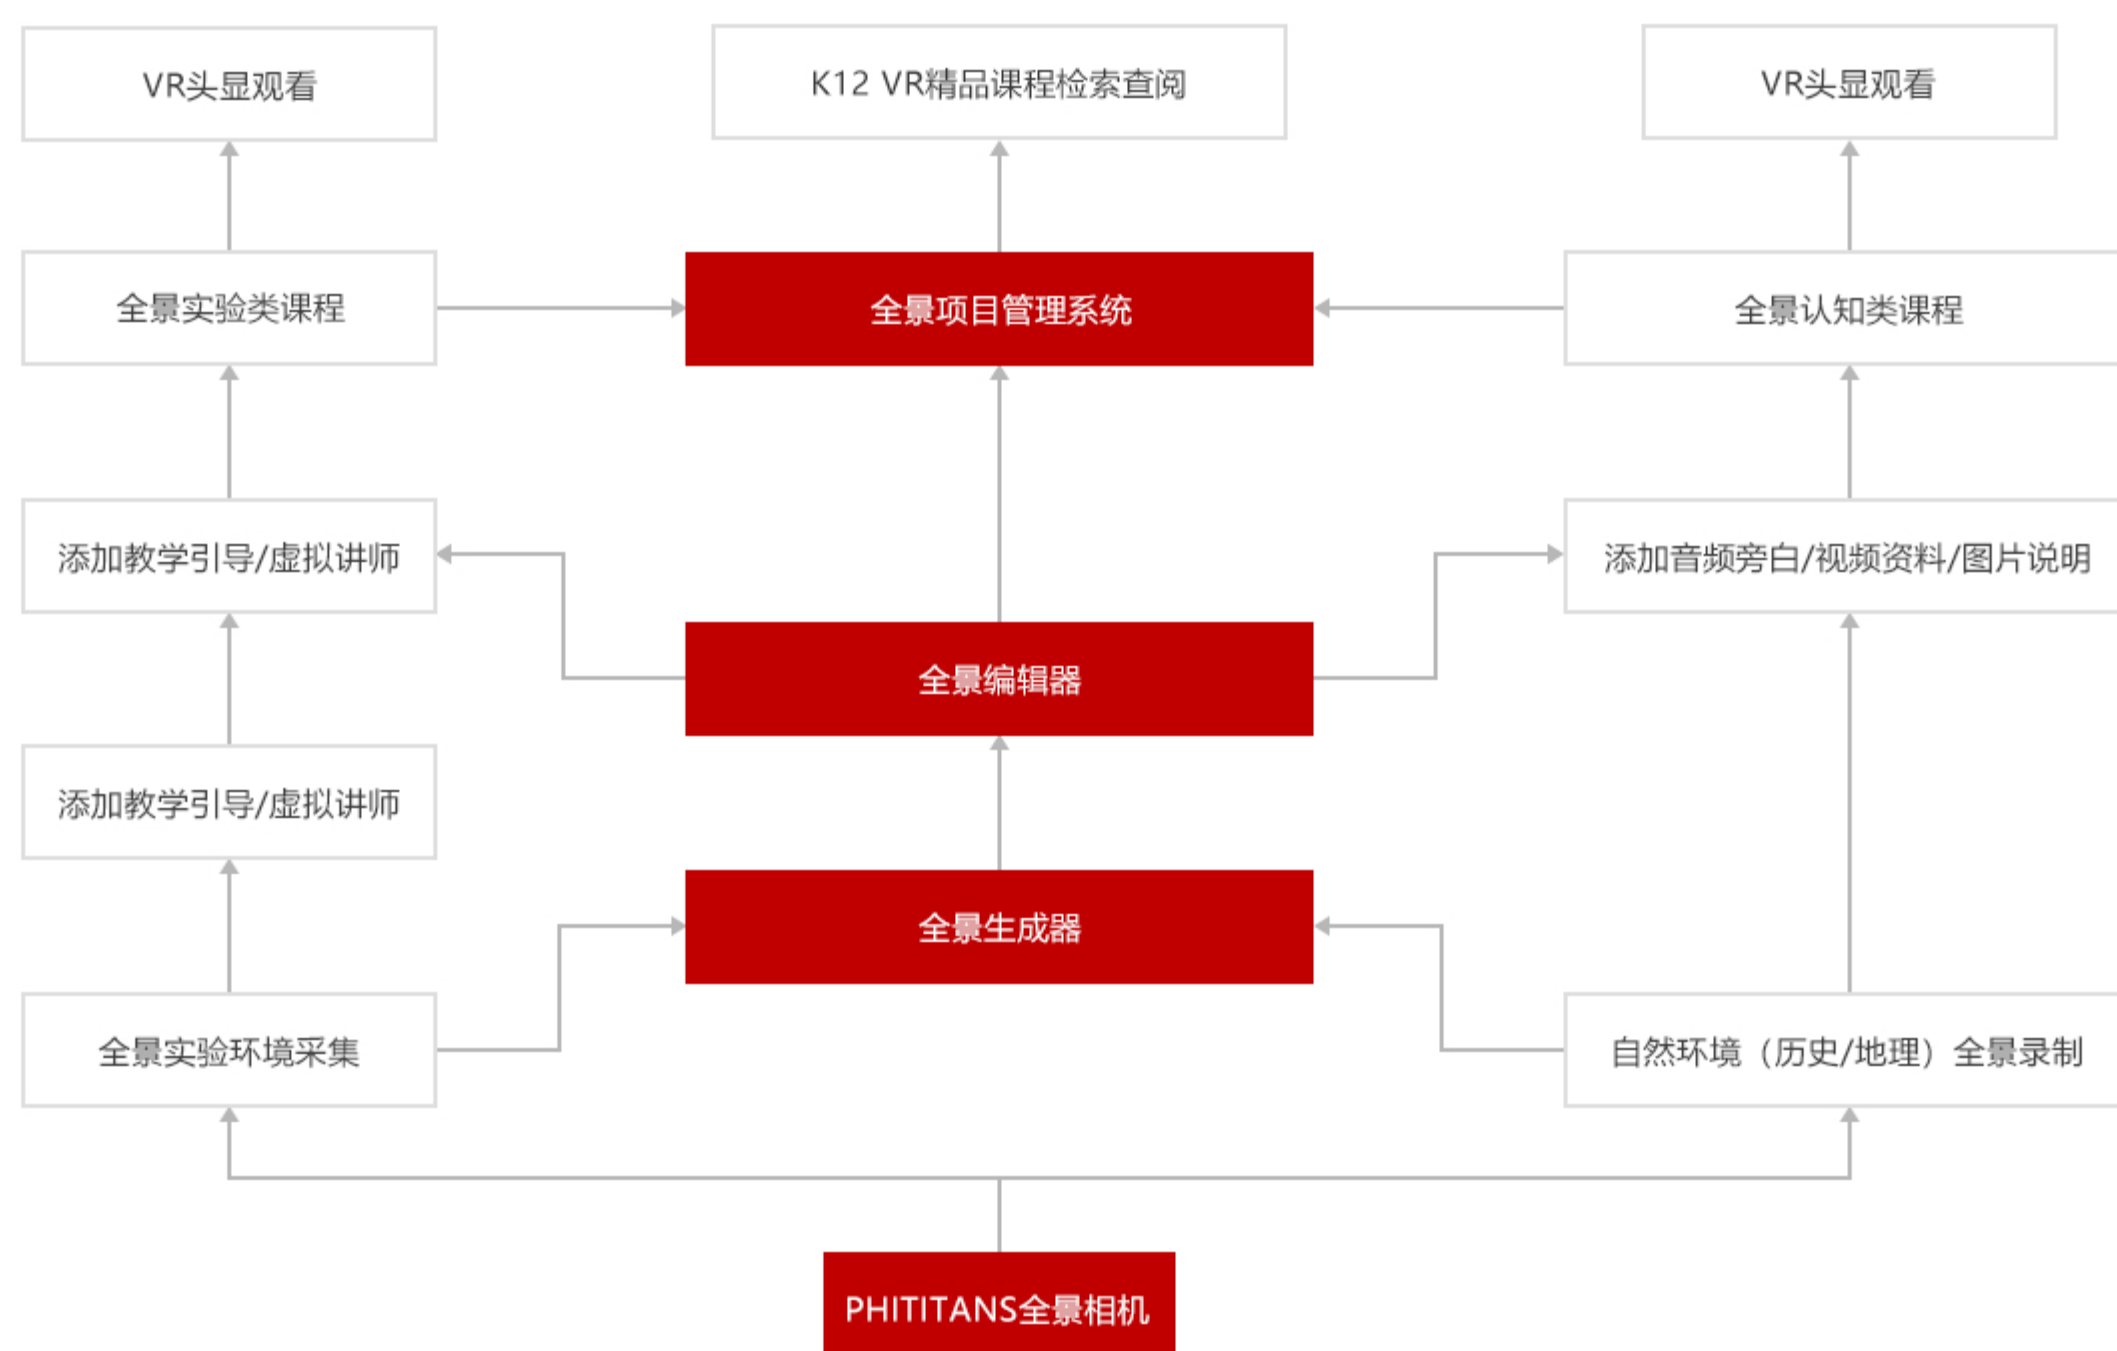 VR头显观看
K12 VR精品课程检索查阅
VR头显观看
全景实验类课程
全景项目管理系统
全景认知类课程
添加教学引导/虚拟讲师
添加音频旁白/视频资料/图片说明
全景编辑器
添加教学引导/虚拟讲师
全景生成器
全景实验环境采集
自然环境（历史/地理）全景录制
PHITITANS全景相机